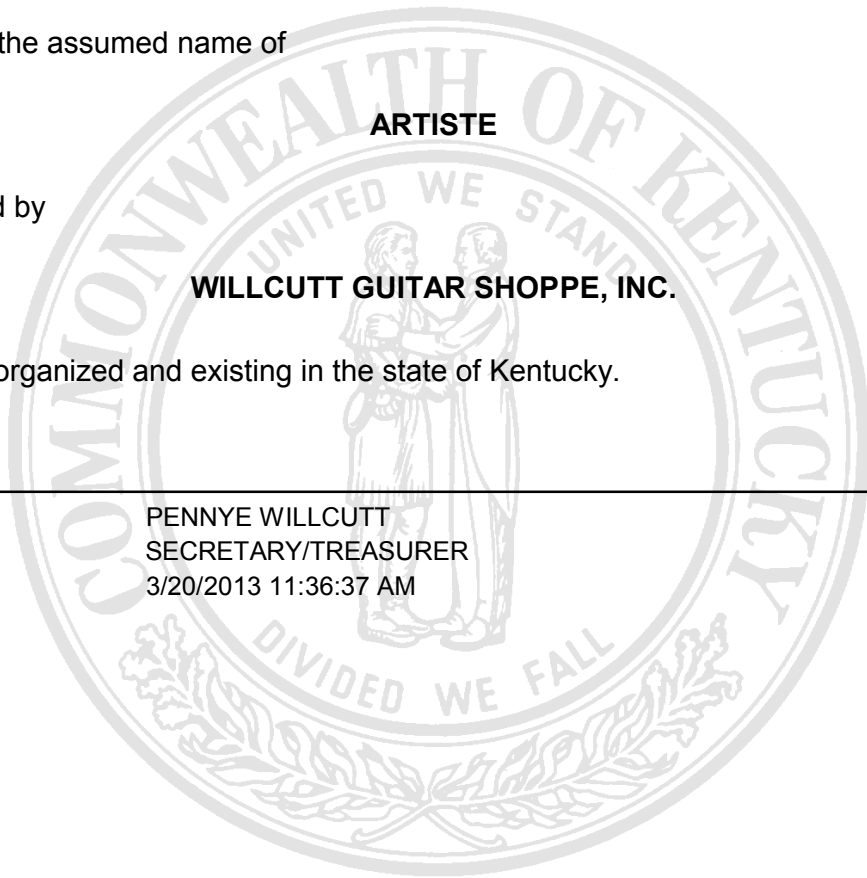 the assumed name of
ARTISTE
d by
WILLCUTT GUITAR SHOPPE, INC.
organized and existing in the state of Kentucky.
PENNYE WILLCUTT
SECRETARY/TREASURER
3/20/2013 11:36:37 AM
COMMONWEALTH OF KENTUCKY
UNITED WE STAND
DIVIDED WE FALL